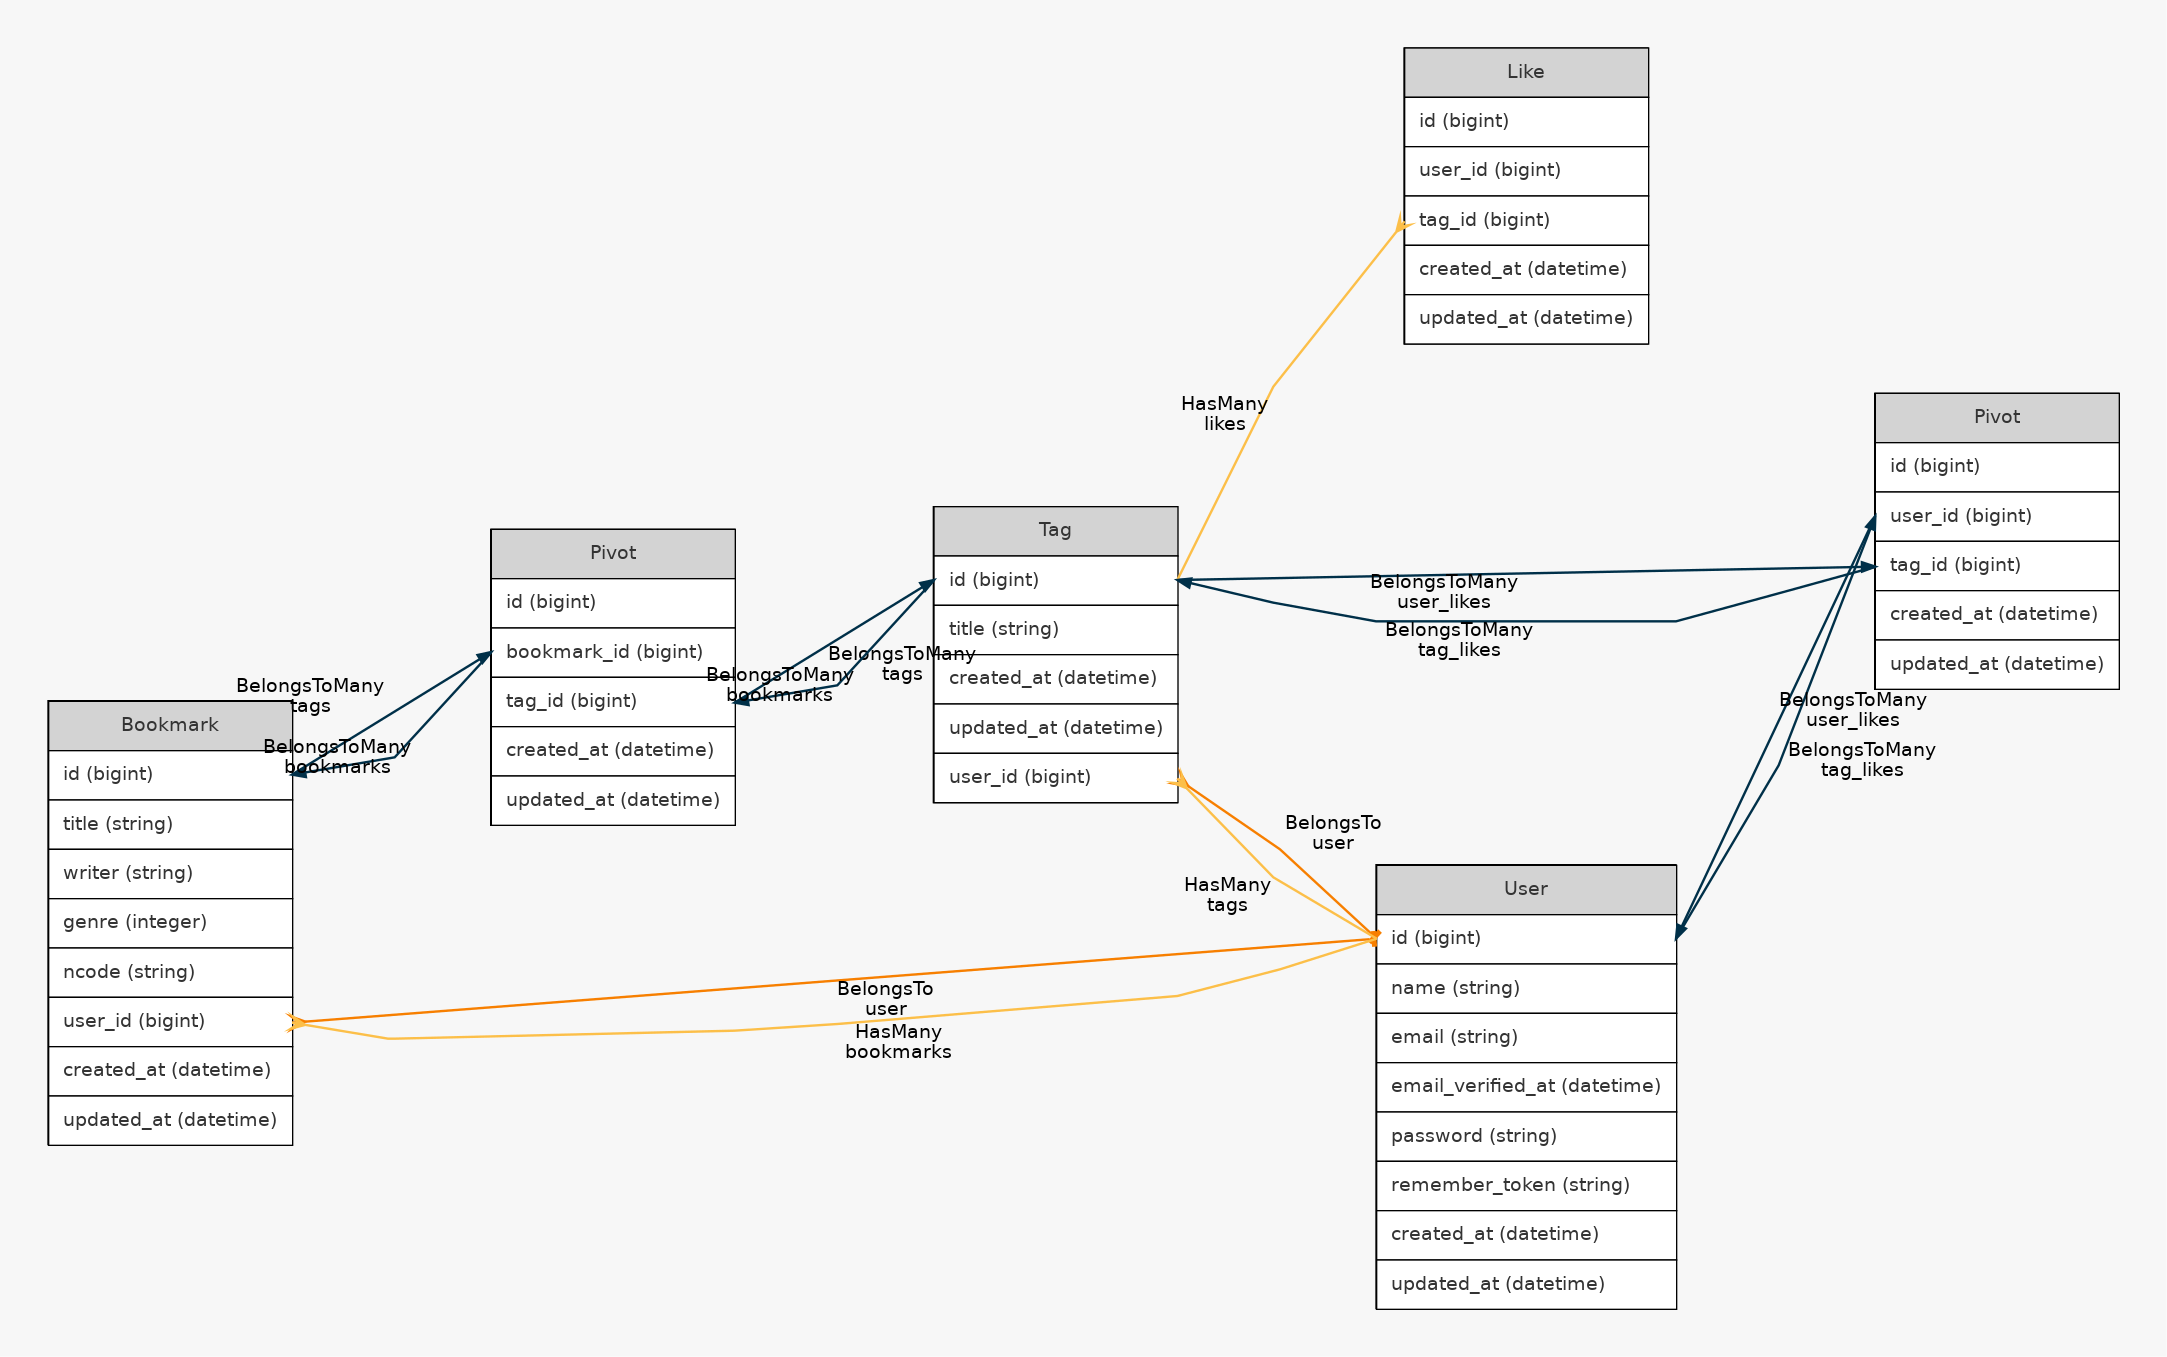 Like
id (bigint)
user_id (bigint)
tag_id (bigint)
created_at (datetime)
updated_at (datetime)
HasMany
likes
Pivot
id (bigint)
user_id (bigint)
tag_id (bigint)
created_at (datetime)
updated_at (datetime)
Tag
id (bigint)
title (string)
created_at (datetime)
updated_at (datetime)
user_id (bigint)
BelongsToMany
user_likes
BelongsToMany
tag_likes
Pivot
id (bigint)
bookmark_id (bigint)
tag_id (bigint)
created_at (datetime)
updated_at (datetime)
BelongsToMany
tags
BelongsToMany
bookmarks
BelongsToMany
tags
BelongsToMany
bookmarks
BelongsToMany
user_likes
BelongsToMany
tag_likes
Bookmark
id (bigint)
title (string)
writer (string)
genre (integer)
ncode (string)
user_id (bigint)
created_at (datetime)
updated_at (datetime)
BelongsTo
user
HasMany
tags
BelongsTo
user
HasMany
bookmarks
User
id (bigint)
name (string)
email (string)
email_verified_at (datetime)
password (string)
remember_token (string)
created_at (datetime)
updated_at (datetime)